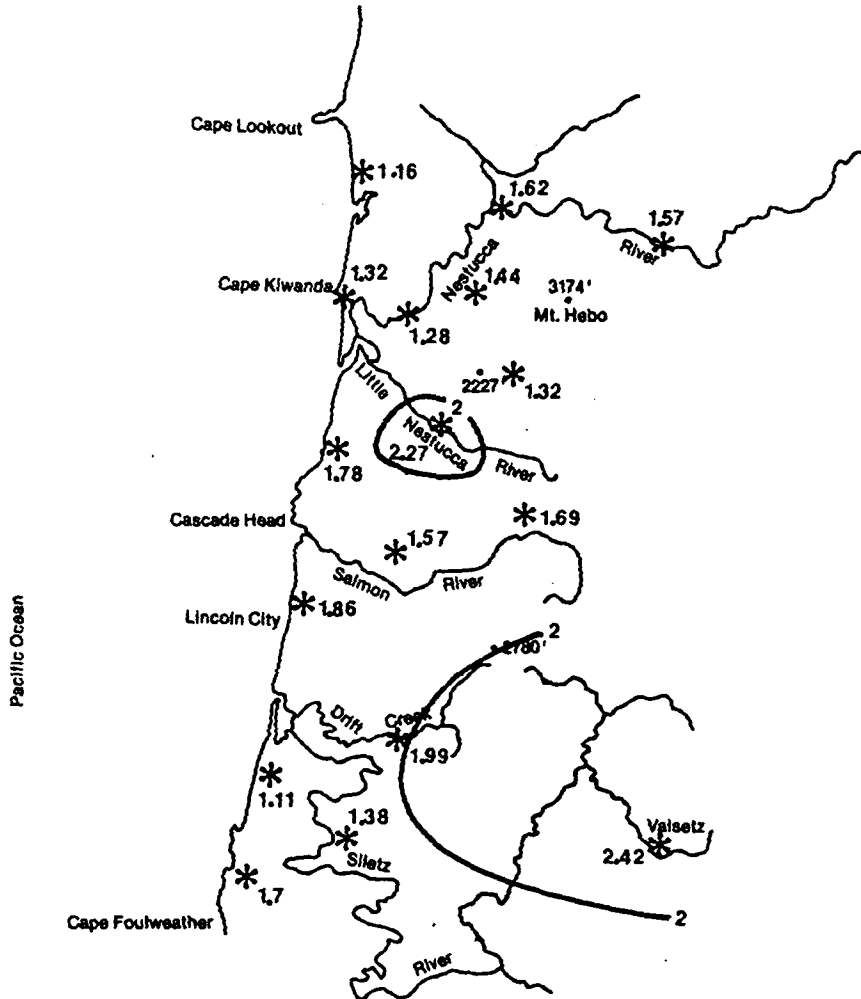 Cape Lookout
1.16
1.62
1.57
River
Nestucca
1.44
1.32
Cape Kiwanda
3174'
Mt. Hebo
1.28
Little
2227
1.32
2
Nestucca
2.27
River
1.78
Cascade Head
1.69
1.57
Salmon
River
1.86
Lincoln City
Pacific Ocean
2
2780'
Drift
Creek
1.99
1.11
1.38
Siletz
Valsetz
2.42
1.7
Cape Foulweather
2
River